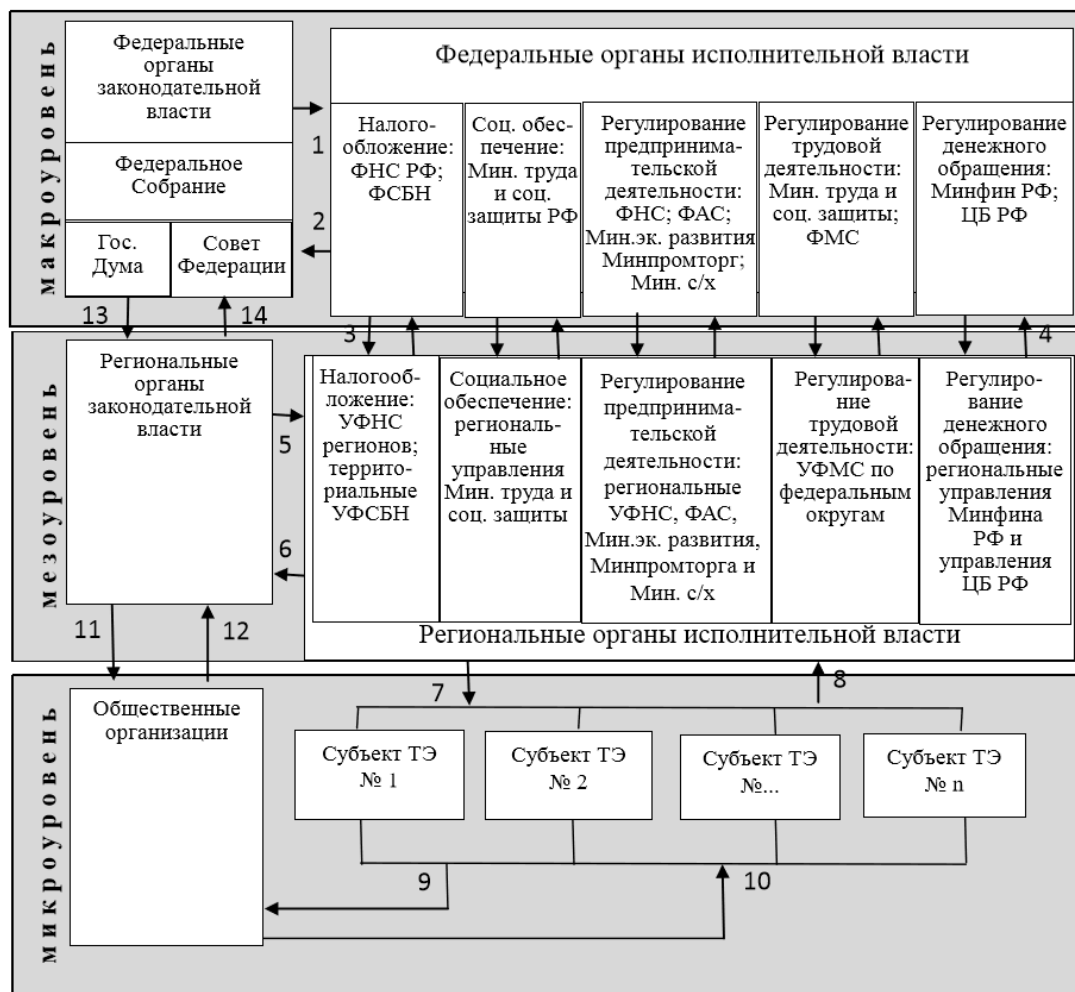 макроуровень
Федеральные
органы
законодательной
власти
Федеральное
Собрание
Гос.
Дума
Совет
Федерации
1
2
Федеральные органы исполнительной власти
Налого-
обложение:
ФНС РФ;
ФСБН
Соц. обес-
печение:
Мин. труда
и соц.
защиты РФ
Регулирование
предпринима-
тельской
деятельности:
ФНС; ФАС;
Мин.эк. развития
Минпромторг;
Мин. с/х
Регулирование
трудовой
деятельности:
Мин. труда и
соц. защиты;
ФМС
Регулирование
денежного
обращения:
Минфин РФ;
ЦБ РФ
13
14
3
4
мезоуровень
Региональные
органы
законодательной
власти
5
6
Налогооб-
ложение:
УФНС
регионов;
террито-
риальные
УФСБН
Социальное
обеспечение:
региональ-
ные
управления
Мин. труда и
соц. защиты
Регулирование
предпринима-
тельской
деятельности:
региональные
УФНС, ФАС,
Мин.эк. развития,
Минпромторга и
Мин. с/х
Регулирова-
ние
трудовой
деятельности:
УФМС по
федеральным
округам
Регулиро-
вание
денежного
обращения:
региональные
управления
Минфина
РФ и
управления
ЦБ РФ
Региональные органы исполнительной власти
11
12
7
8
микроуровень
Общественные
организации
Субъект ТЭ
№ 1
Субъект ТЭ
№ 2
Субъект ТЭ
№...
Субъект ТЭ
№ n
9
10